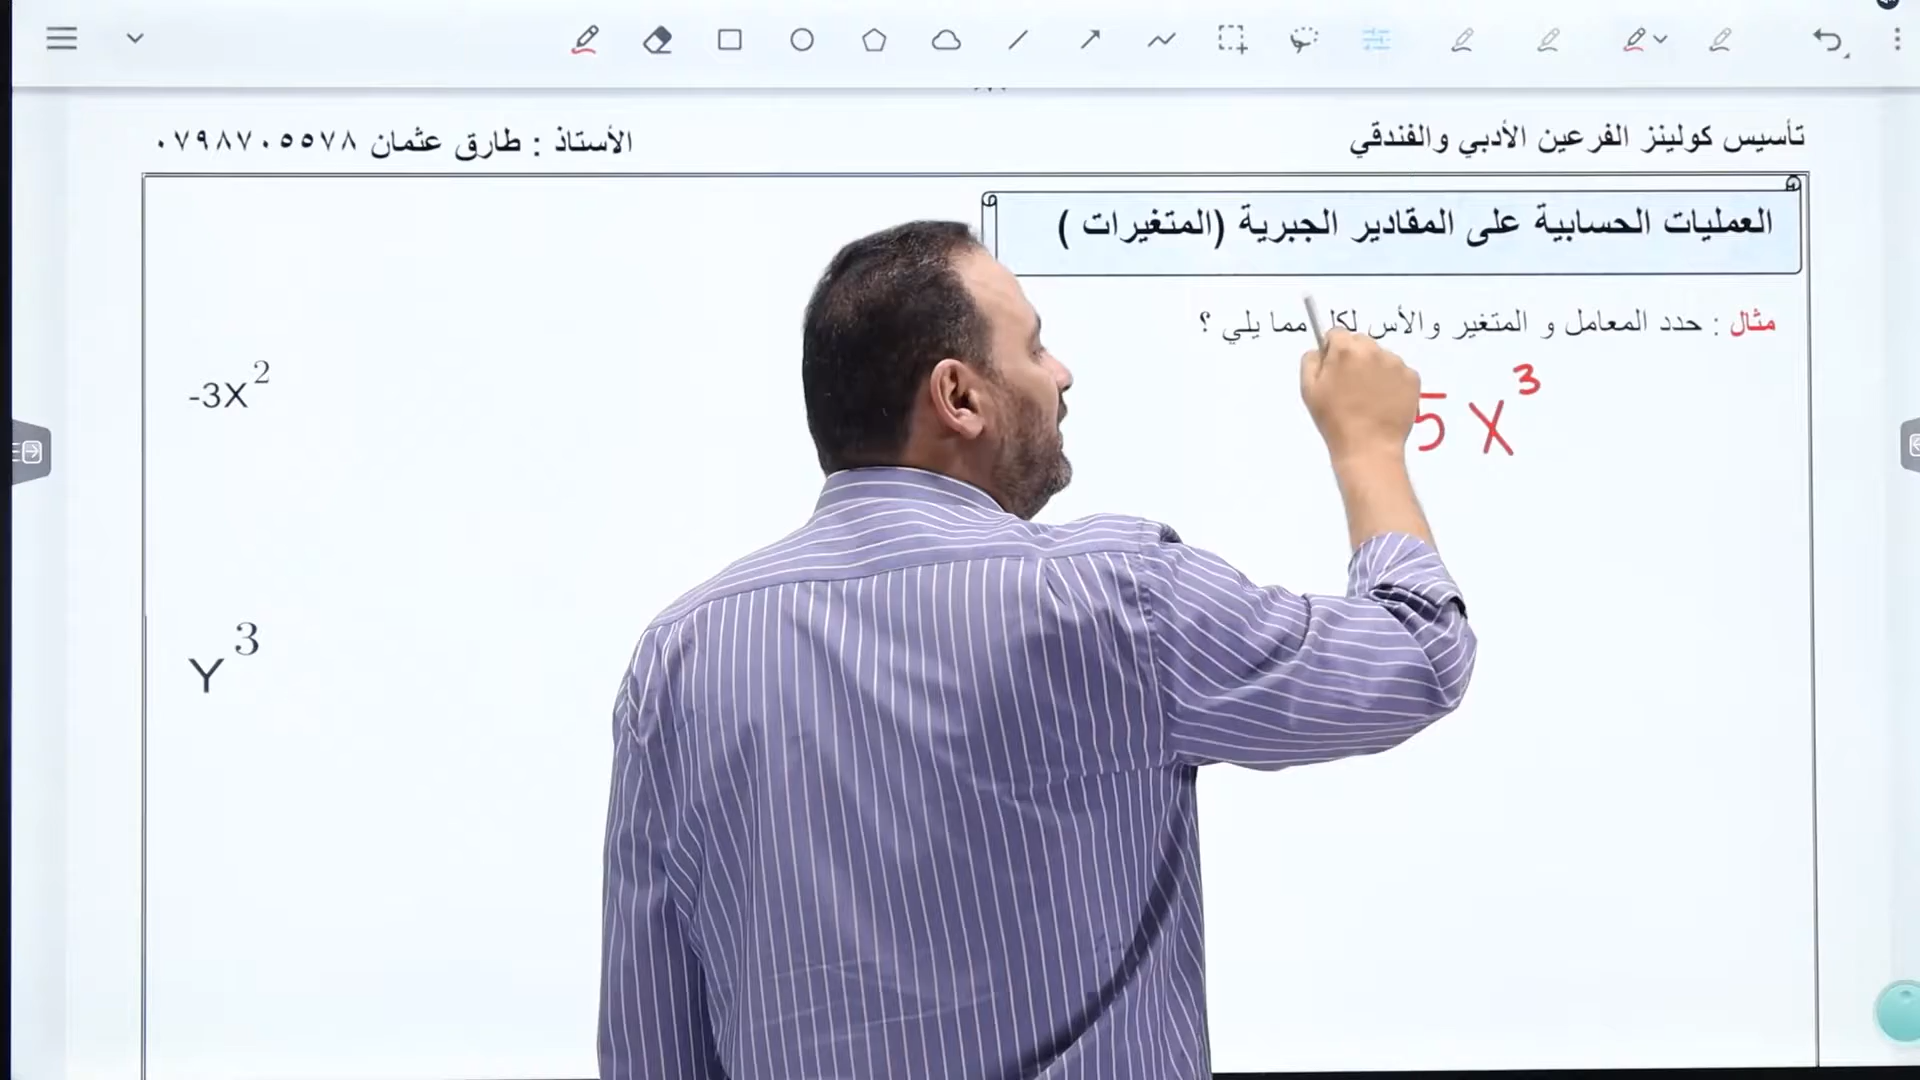 تأسيس كولينز الفرعين الأدبي والفندقي
الأستاذ : طارق عثمان ٠٧٩٨٧٠٥٥٧٨
العمليات الحسابية على المقادير الجبرية (المتغيرات )
مثال : حدد المعامل و المتغير والأس لكل مما يلي ؟
5 X³
-3X²
Y³